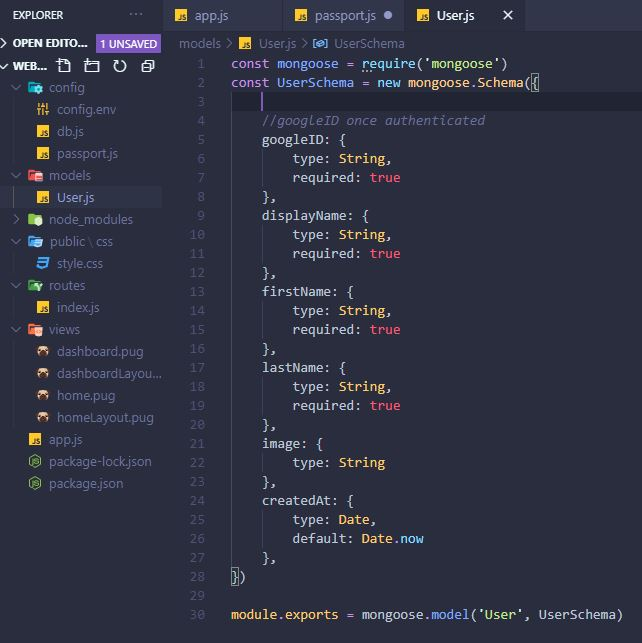 EXPLORER ...
OPEN EDITO... 1 UNSAVED
WEB...
config
config.env
db.js
passport.js
models
User.js
node_modules
public \ css
style.css
routes
index.js
views
dashboard.pug
dashboardLayou...
home.pug
homeLayout.pug
app.js
package-lock.json
package.json
JS app.js JS passport.js JS User.js
models > JS User.js > UserSchema
1 const mongoose = require('mongoose')
2 const UserSchema = new mongoose.Schema({
3
4 //googleID once authenticated
5 googleID: {
6 type: String,
7 required: true
8 },
9 displayName: {
10 type: String,
11 required: true
12 },
13 firstName: {
14 type: String,
15 required: true
16 },
17 lastName: {
18 type: String,
19 required: true
20 },
21 image: {
22 type: String
23 },
24 createdAt: {
25 type: Date,
26 default: Date.now
27 },
28 })
29
30 module.exports = mongoose.model('User', UserSchema)